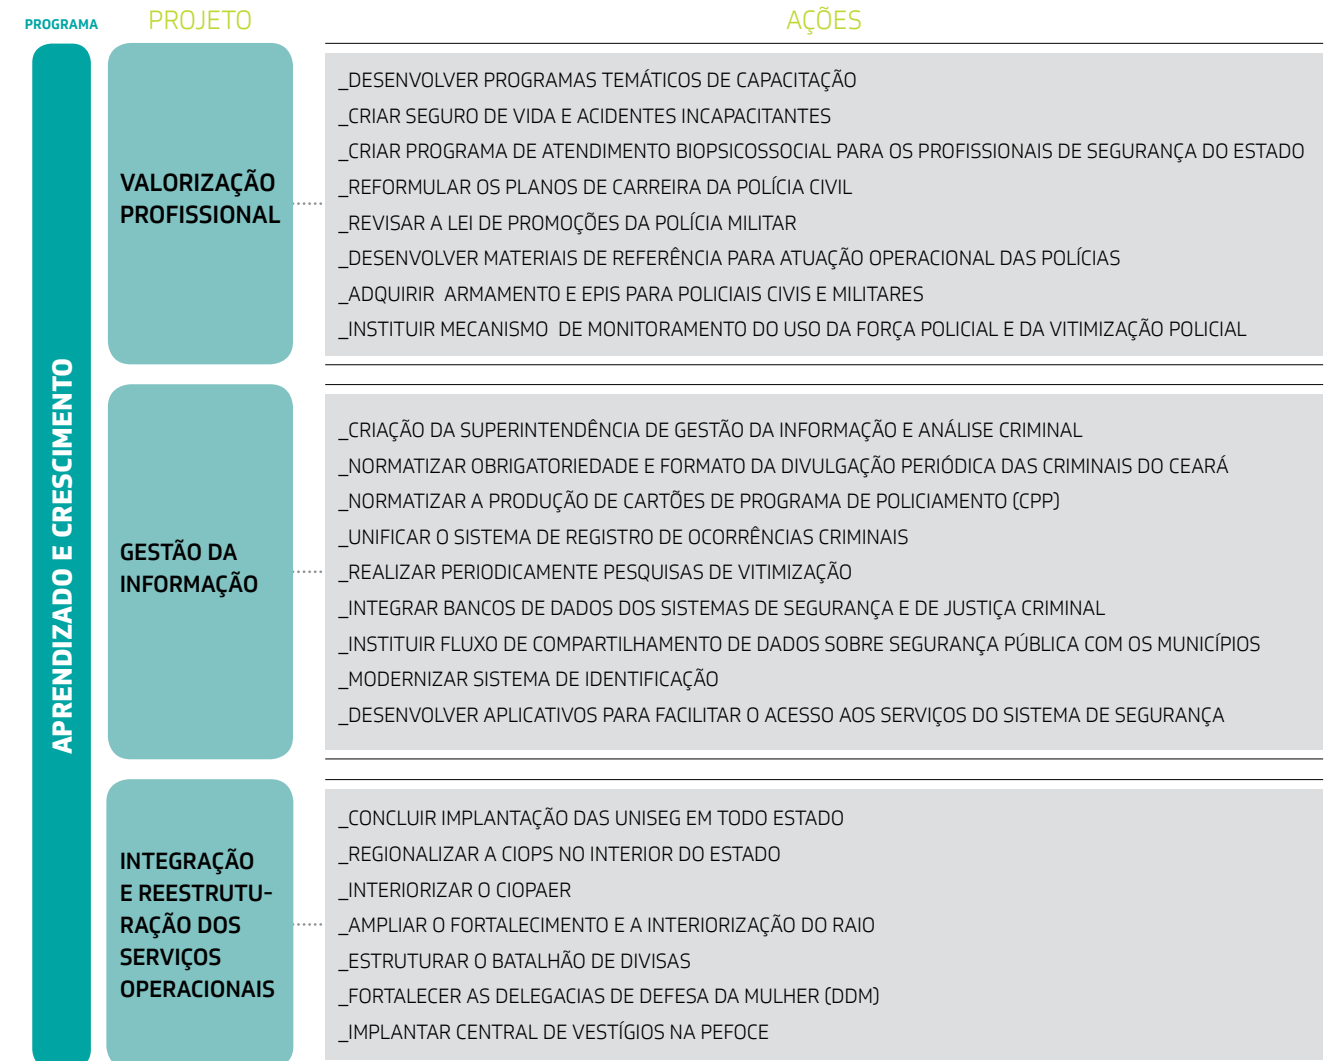 PROGRAMA
PROJETO
AÇÕES
APRENDIZADO E CRESCIMENTO
VALORIZAÇÃO
PROFISSIONAL
_DESENVOLVER PROGRAMAS TEMÁTICOS DE CAPACITAÇÃO
_CRIAR SEGURO DE VIDA E ACIDENTES INCAPACITANTES
_CRIAR PROGRAMA DE ATENDIMENTO BIOPSICOSSOCIAL PARA OS PROFISSIONAIS DE SEGURANÇA DO ESTADO
_REFORMULAR OS PLANOS DE CARREIRA DA POLÍCIA CIVIL
_REVISAR A LEI DE PROMOÇÕES DA POLÍCIA MILITAR
_DESENVOLVER MATERIAIS DE REFERÊNCIA PARA ATUAÇÃO OPERACIONAL DAS POLÍCIAS
_ADQUIRIR ARMAMENTO E EPIS PARA POLICIAIS CIVIS E MILITARES
_INSTITUIR MECANISMO DE MONITORAMENTO DO USO DA FORÇA POLICIAL E DA VITIMIZAÇÃO POLICIAL
GESTÃO DA
INFORMAÇÃO
_CRIAÇÃO DA SUPERINTENDÊNCIA DE GESTÃO DA INFORMAÇÃO E ANÁLISE CRIMINAL
_NORMATIZAR OBRIGATORIEDADE E FORMATO DA DIVULGAÇÃO PERIÓDICA DAS CRIMINAIS DO CEARÁ
_NORMATIZAR A PRODUÇÃO DE CARTÕES DE PROGRAMA DE POLICIAMENTO (CPP)
_UNIFICAR O SISTEMA DE REGISTRO DE OCORRÊNCIAS CRIMINAIS
_REALIZAR PERIODICAMENTE PESQUISAS DE VITIMIZAÇÃO
_INTEGRAR BANCOS DE DADOS DOS SISTEMAS DE SEGURANÇA E DE JUSTIÇA CRIMINAL
_INSTITUIR FLUXO DE COMPARTILHAMENTO DE DADOS SOBRE SEGURANÇA PÚBLICA COM OS MUNICÍPIOS
_MODERNIZAR SISTEMA DE IDENTIFICAÇÃO
_DESENVOLVER APLICATIVOS PARA FACILITAR O ACESSO AOS SERVIÇOS DO SISTEMA DE SEGURANÇA
INTEGRAÇÃO
E REESTRUTU-
RAÇÃO DOS
SERVIÇOS
OPERACIONAIS
_CONCLUIR IMPLANTAÇÃO DAS UNISEG EM TODO ESTADO
_REGIONALIZAR A CIOPS NO INTERIOR DO ESTADO
_INTERIORIZAR O CIOPAER
_AMPLIAR O FORTALECIMENTO E A INTERIORIZAÇÃO DO RAIO
_ESTRUTURAR O BATALHÃO DE DIVISAS
_FORTALECER AS DELEGACIAS DE DEFESA DA MULHER (DDM)
_IMPLANTAR CENTRAL DE VESTÍGIOS NA PEFOCE